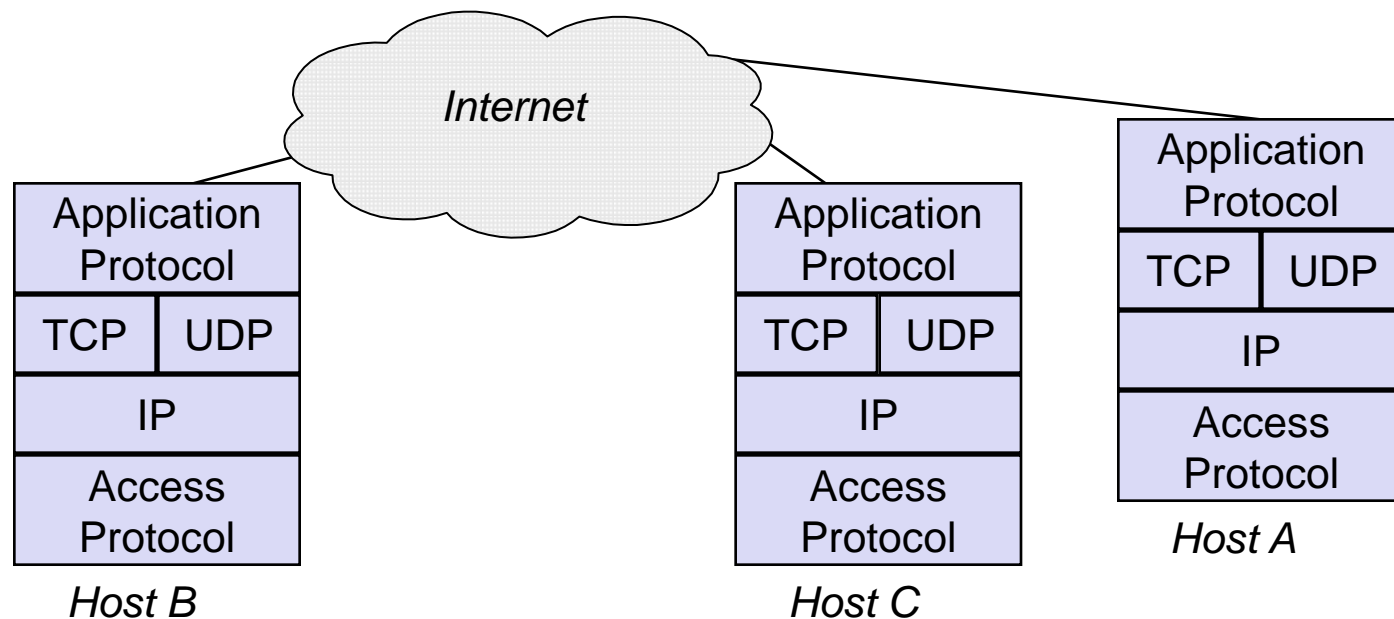 Internet
Application
Protocol
TCP UDP
IP
Access
Protocol
Host B
Application
Protocol
TCP UDP
IP
Access
Protocol
Host C
Application
Protocol
TCP UDP
IP
Access
Protocol
Host A